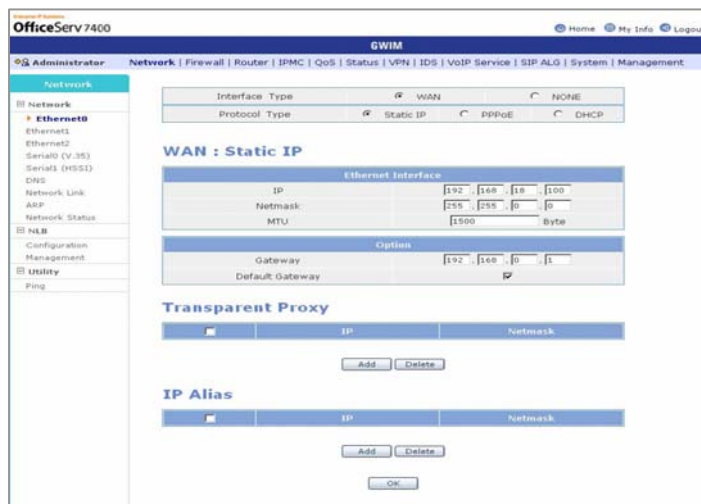 Enterprise IP Solutions
OfficeServ 7400
Home My Info Logou
GWIM
Administrator
Network | Firewall | Router | IPMC | QoS | Status | VPN | IDS | VoIP Service | SIP ALG | System | Management
Network
Network
Ethernet0
Ethernet1
Ethernet2
Serial0 (V.35)
Serial1 (HSSI)
DNS
Network Link
ARP
Network Status
NLB
Configuration
Management
Utility
Ping
Interface Type WAN NONE
Protocol Type Static IP PPPoE DHCP
WAN : Static IP
Ethernet Interface
IP 192 . 168 . 18 . 100
Netmask 255 . 255 . 0 . 0
MTU 1500 Byte
Option
Gateway 192 . 168 . 0 . 1
Default Gateway
Transparent Proxy
IP Netmask
Add Delete
IP Alias
IP Netmask
Add Delete
OK